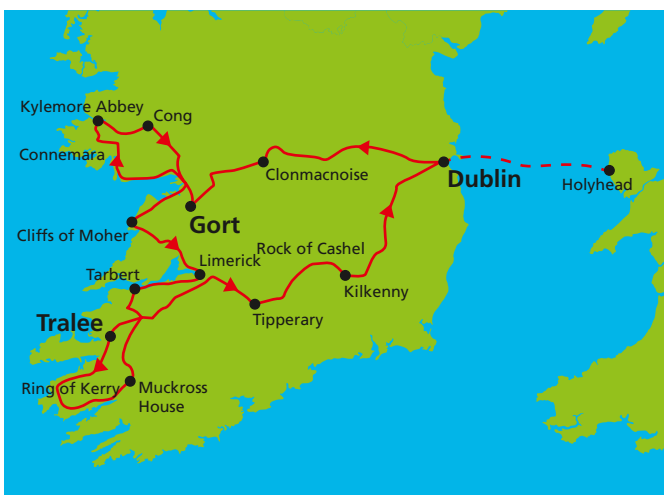 Kylemore Abbey
Cong
Connemara
Clonmacnoise
Dublin
Holyhead
Gort
Cliffs of Moher
Rock of Cashel
Limerick
Tarbert
Kilkenny
Tipperary
Tralee
Ring of Kerry
Muckross
House